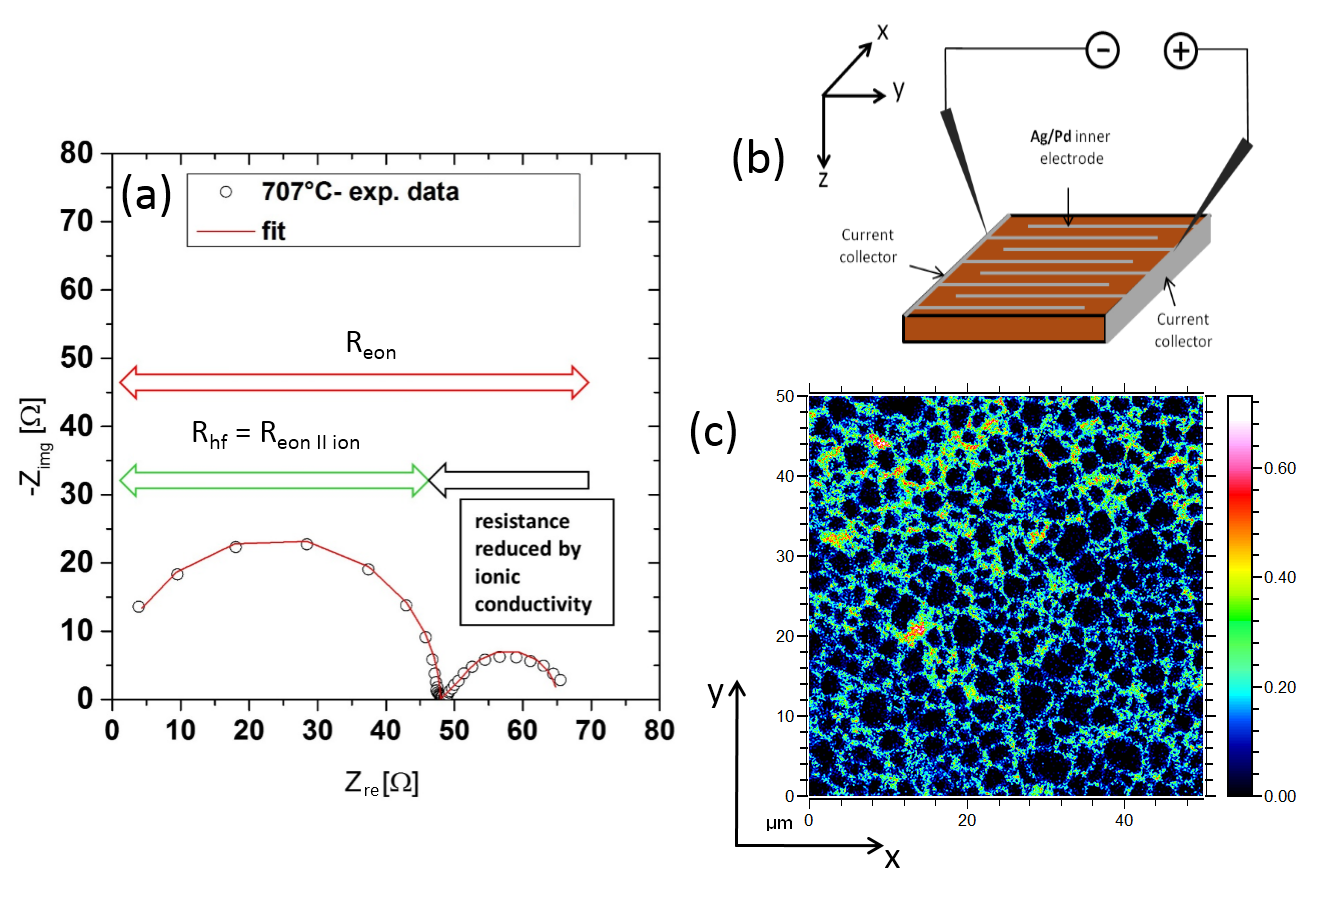 (a)
707°C- exp. data
fit
R_eon
R_hf = R_eon II ion
resistance
reduced by
ionic
conductivity
-Z_img [Ω]
80
70
60
50
40
30
20
10
0
0 10 20 30 40 50 60 70 80
Z_re [Ω]
(b)
x
y
z
−
+
Ag/Pd inner
electrode
Current
collector
Current
collector
(c)
50
40
30
20
10
0
µm
0 20 40
0.60
0.40
0.20
0.00
y
x